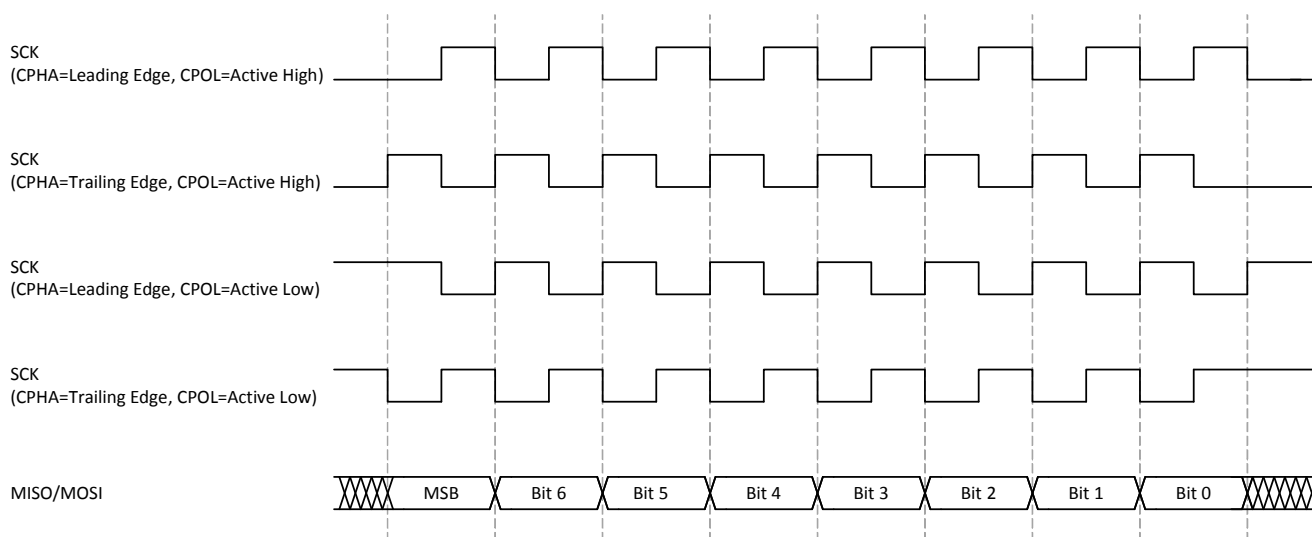 SCK
(CPHA=Leading Edge, CPOL=Active High)
SCK
(CPHA=Trailing Edge, CPOL=Active High)
SCK
(CPHA=Leading Edge, CPOL=Active Low)
SCK
(CPHA=Trailing Edge, CPOL=Active Low)
MISO/MOSI MSB Bit 6 Bit 5 Bit 4 Bit 3 Bit 2 Bit 1 Bit 0